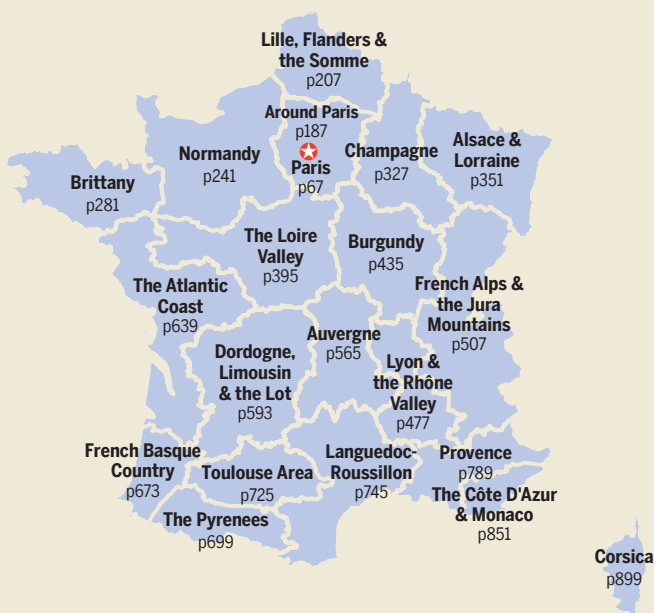 Lille, Flanders &
the Somme
p207
Around Paris
p187
Paris
p67
Normandy
p241
Champagne
p327
Alsace &
Lorraine
p351
Brittany
p281
The Loire
Valley
p395
Burgundy
p435
The Atlantic
Coast
p639
French Alps &
the Jura
Mountains
p507
Auvergne
p565
Dordogne,
Limousin
& the Lot
p593
Lyon &
the Rhône
Valley
p477
French Basque
Country
p673
Toulouse Area
p725
Languedoc-
Roussillon
p745
Provence
p789
The Côte D'Azur
& Monaco
p851
The Pyrenees
p699
Corsica
p899